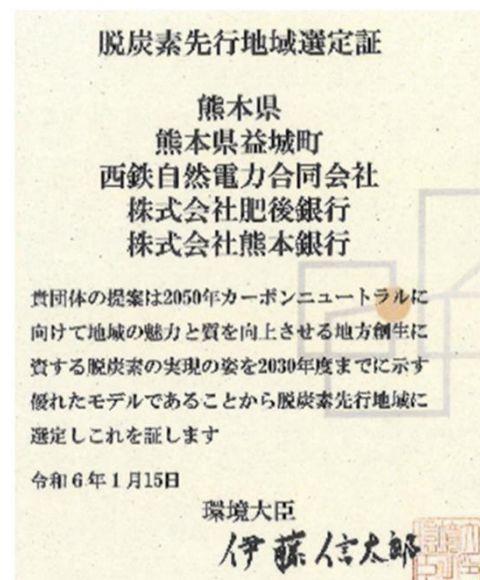 脱炭素先行地域選定証
熊本県
熊本県益城町
西鉄自然電力合同会社
株式会社肥後銀行
株式会社熊本銀行
貴団体の提案は2050年カーボンニュートラルに
向けて地域の魅力と質を向上させる地方創生に
資する脱炭素の実現の姿を2030年度までに示す
優れたモデルであることから脱炭素先行地域に
選定しこれを証します
令和6年1月15日
環境大臣
伊藤信太郎